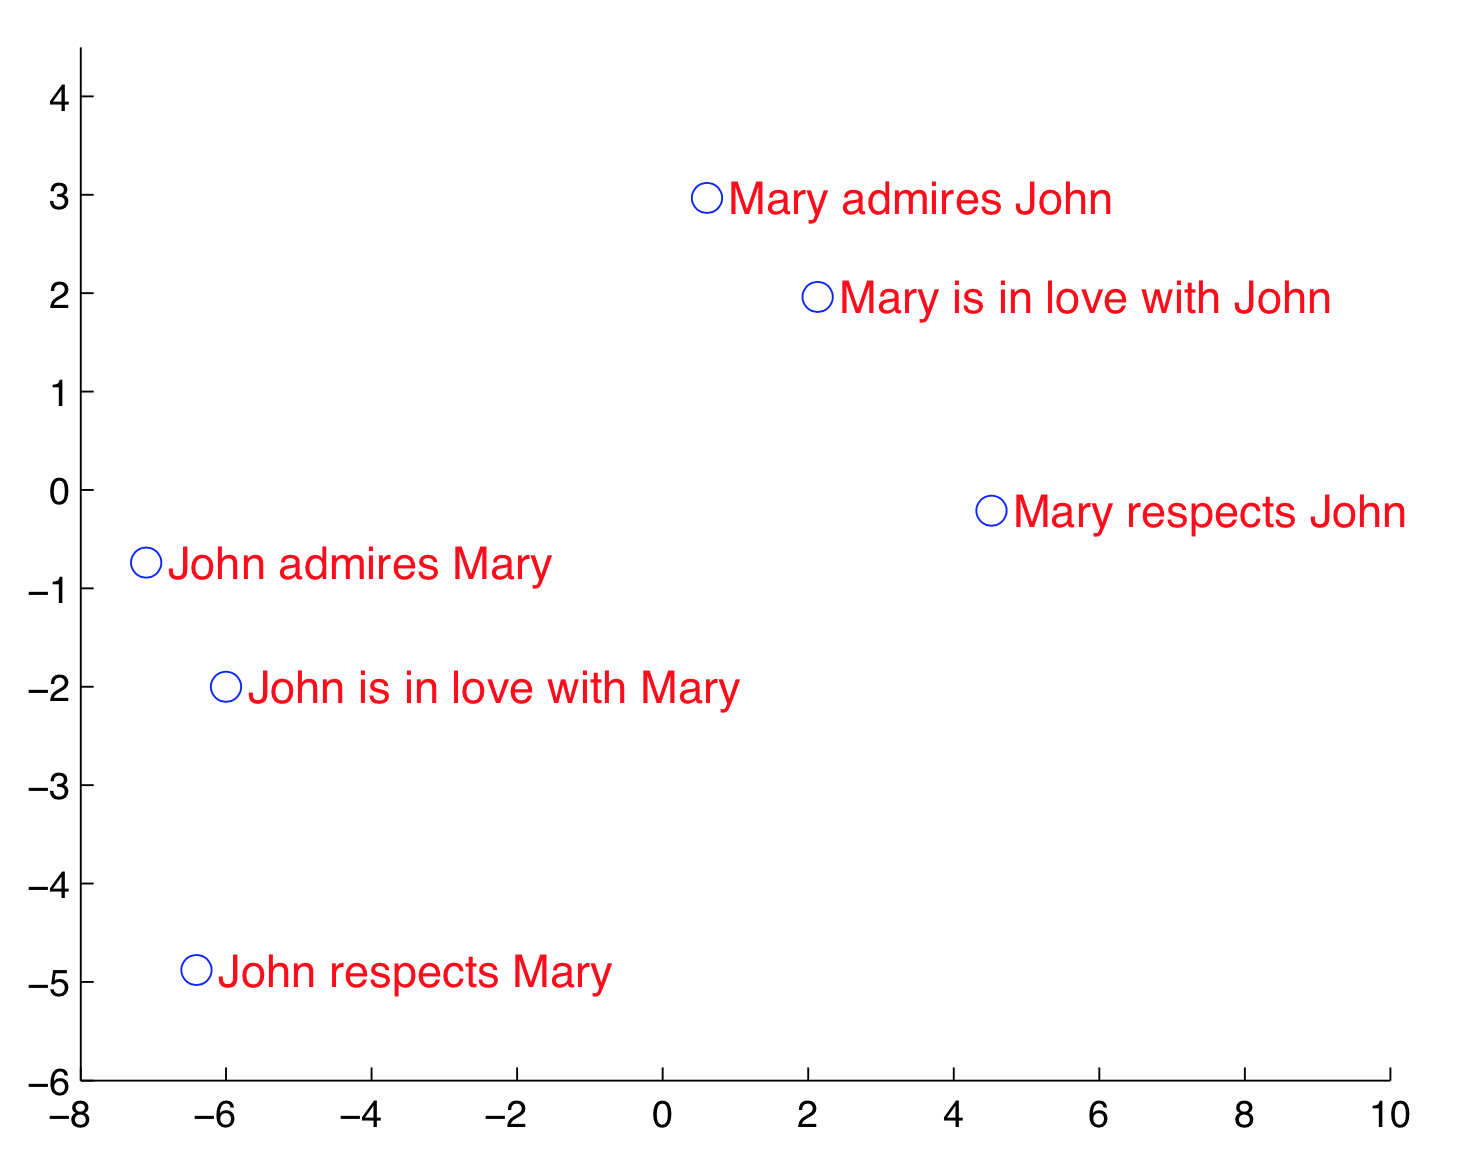 4
3
Mary admires John
2
Mary is in love with John
1
0
Mary respects John
John admires Mary
−1
−2
John is in love with Mary
−3
−4
−5
John respects Mary
−6
−8 −6 −4 −2 0 2 4 6 8 10